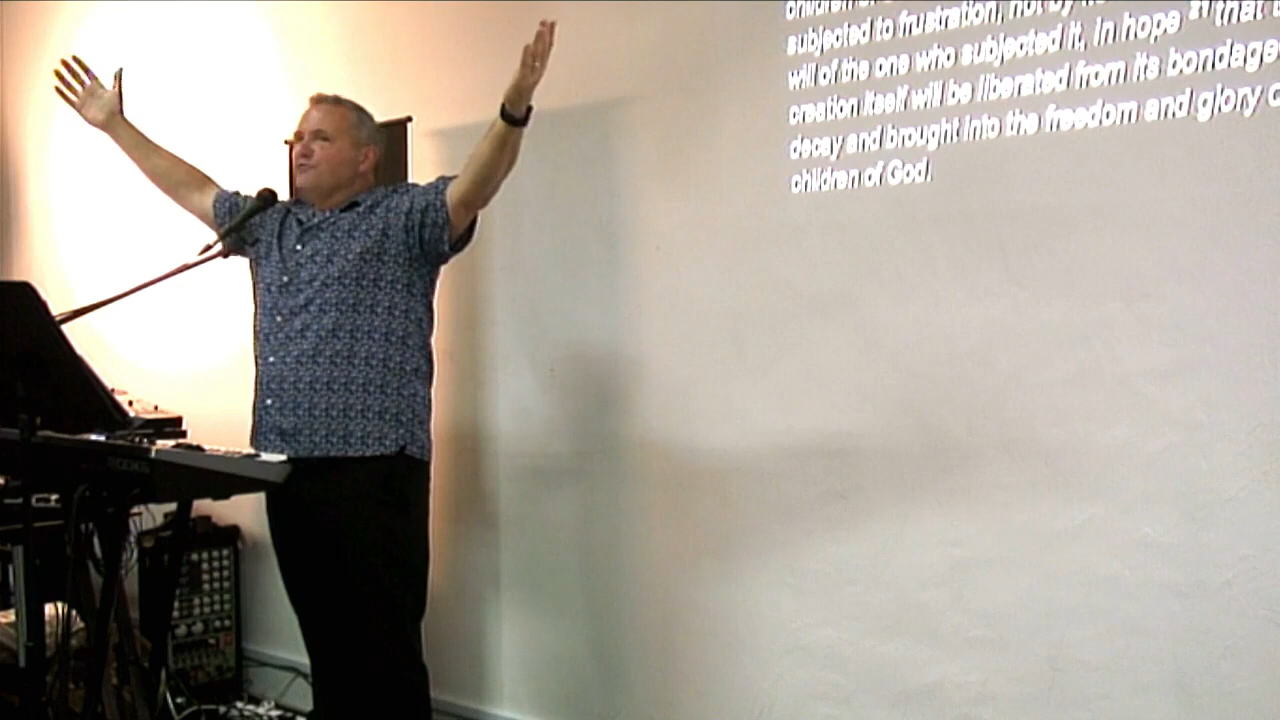 subjected to frustration, not by
will of the one who subjected it, in hope 21 that
creation itself will be liberated from its bondage
decay and brought into the freedom and glory
children of God.